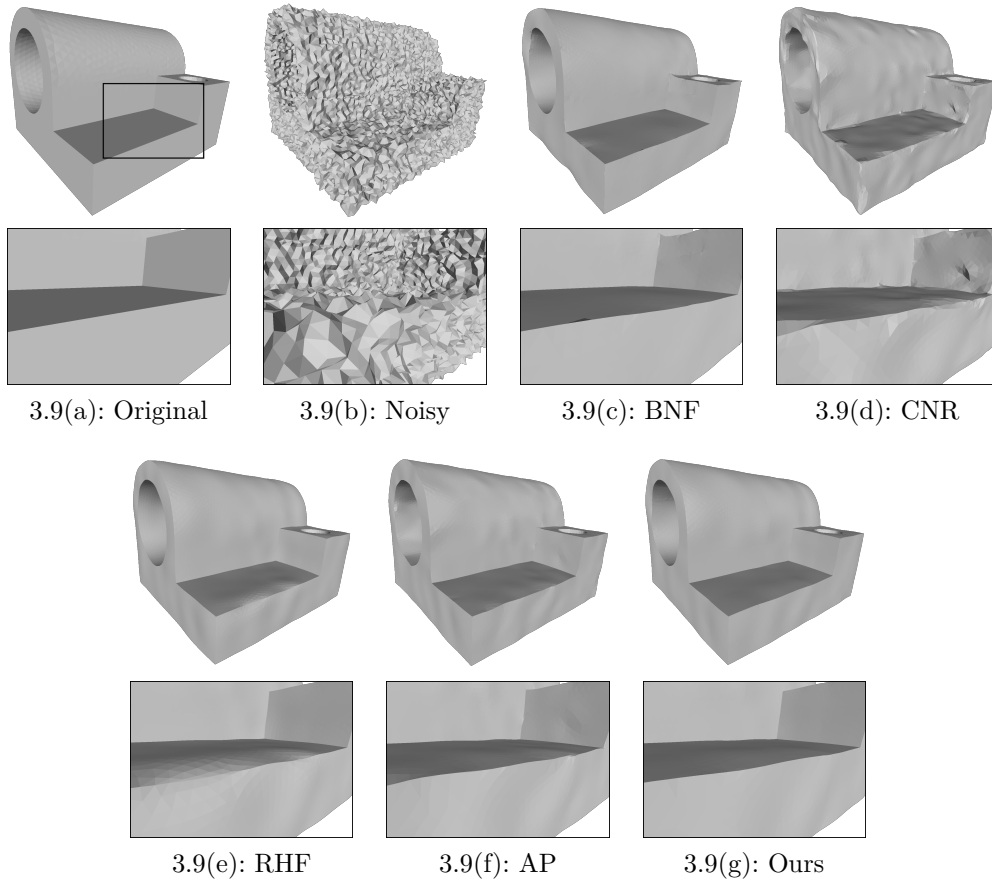 3.9(a): Original
3.9(b): Noisy
3.9(c): BNF
3.9(d): CNR
3.9(e): RHF
3.9(f): AP
3.9(g): Ours